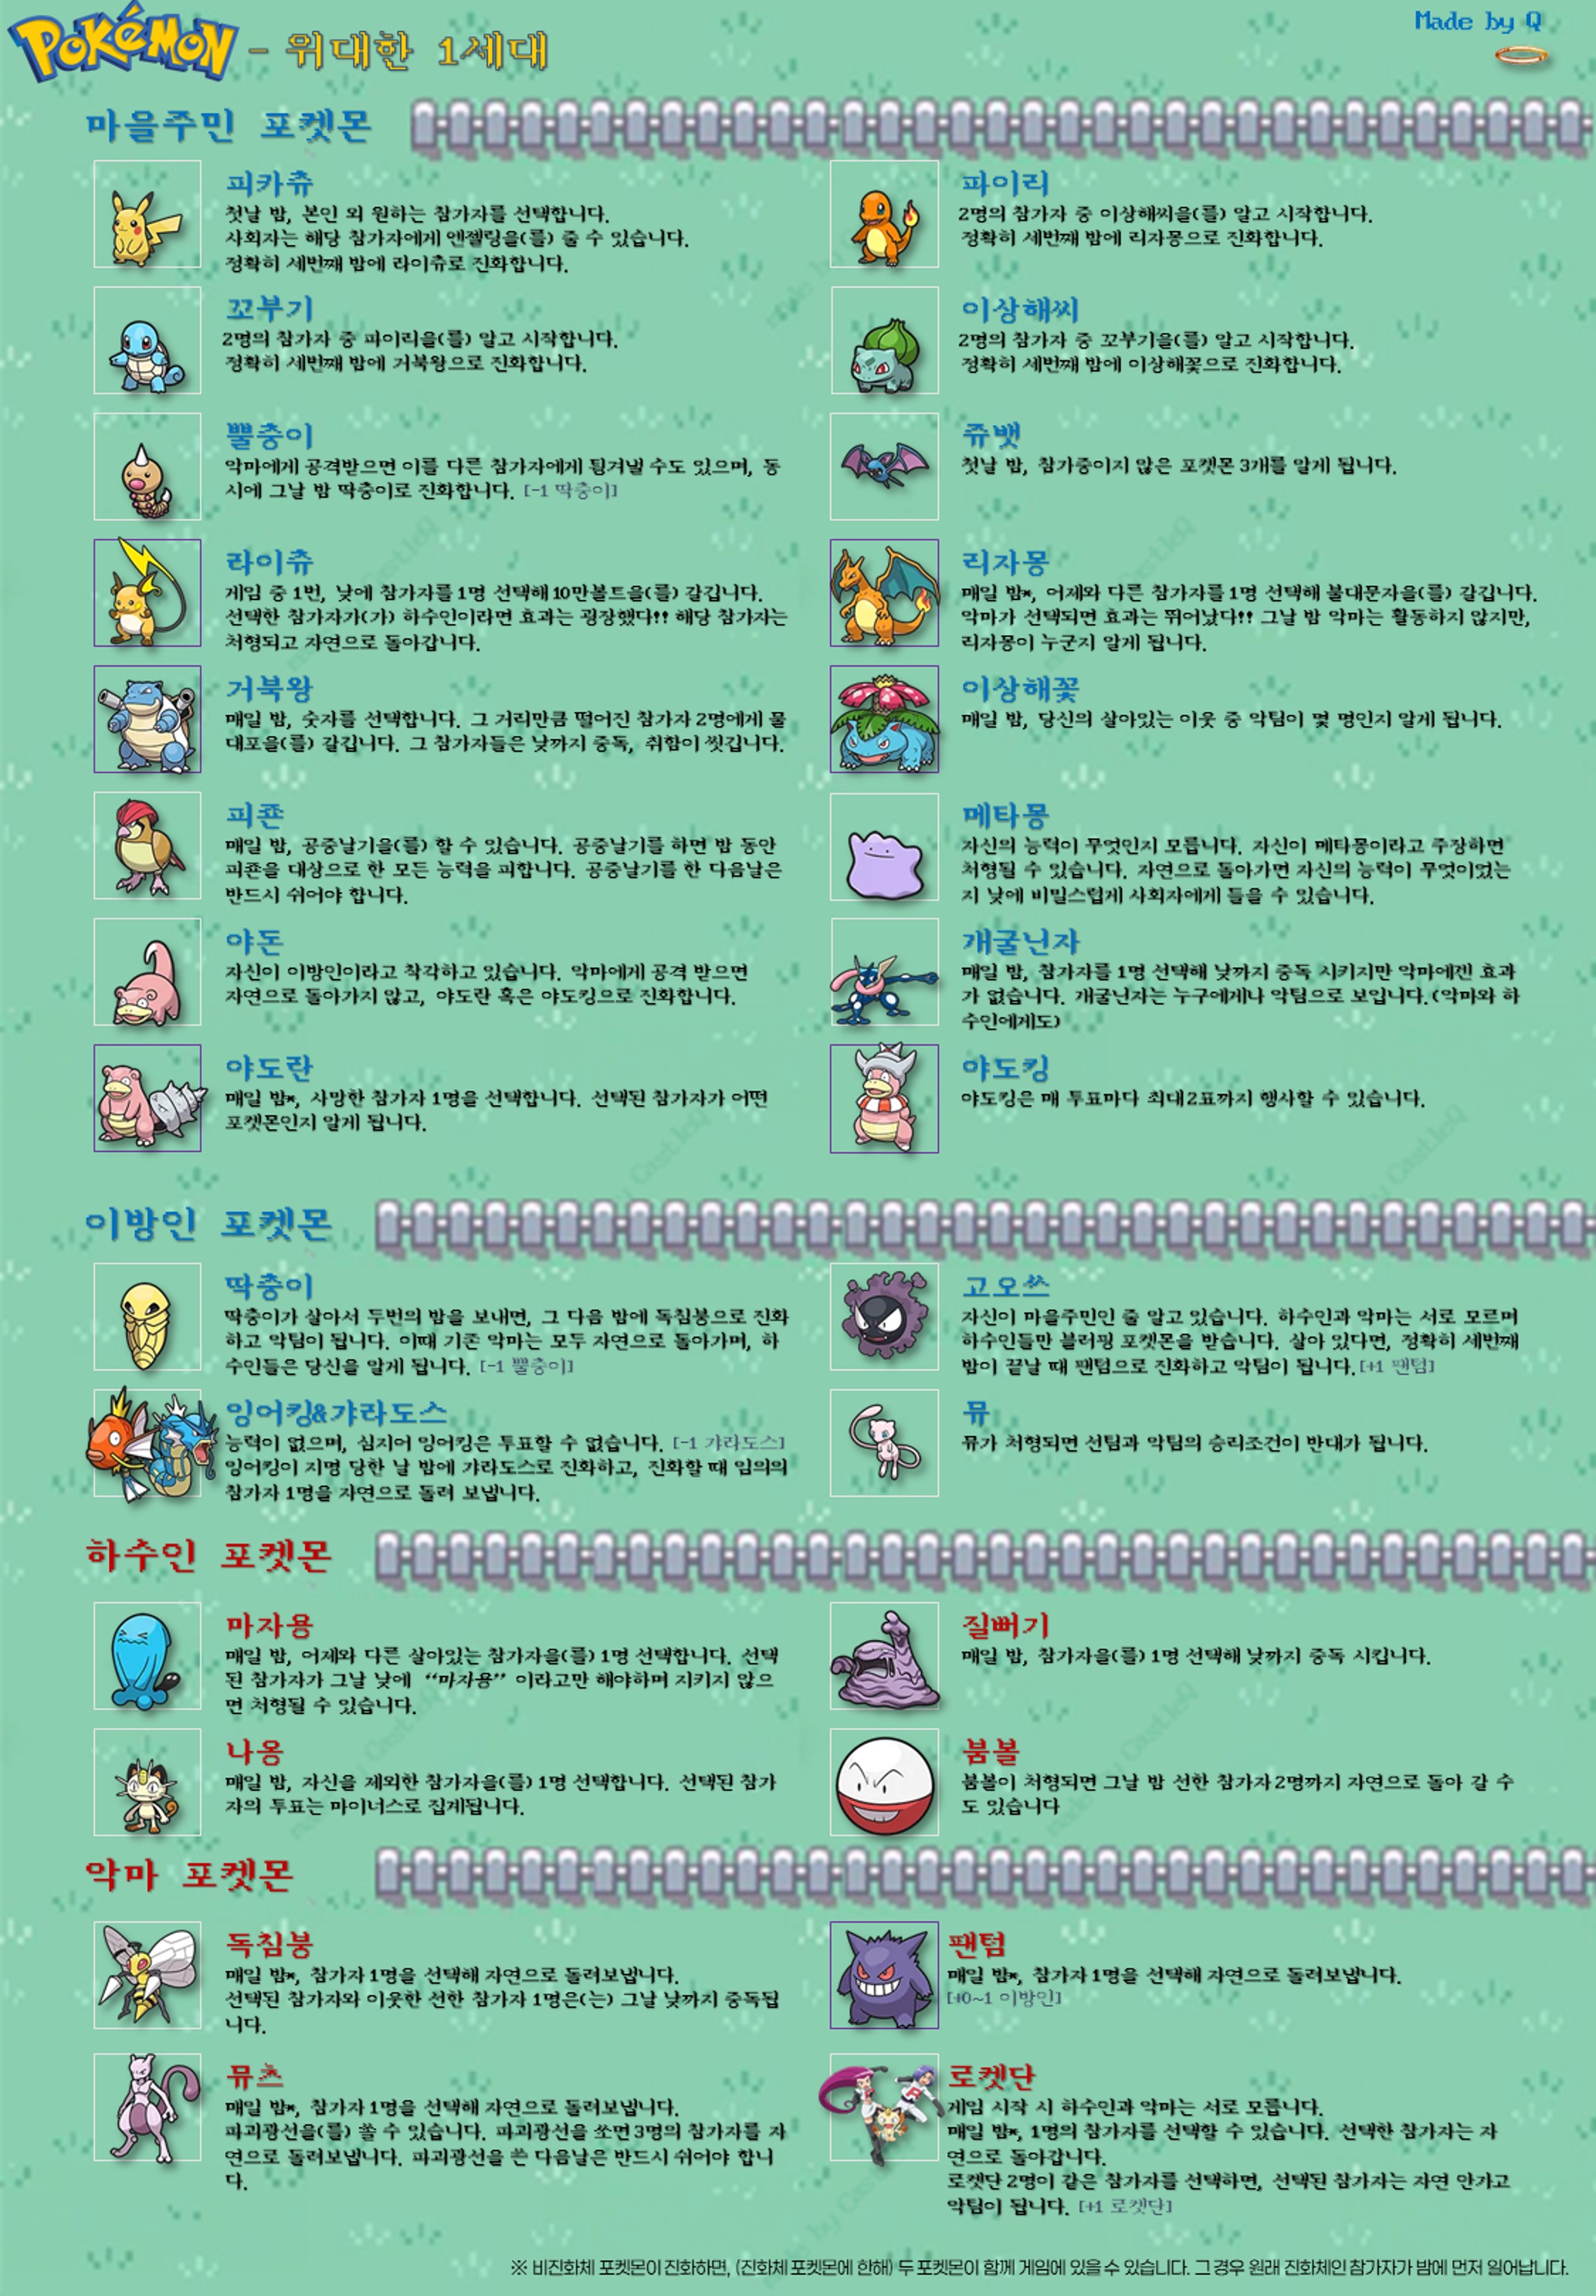 POKéMON - 위대한 1세대
Made by Q
마을주민 포켓몬
피카츄
첫날 밤, 본인 외 원하는 참가자를 선택합니다.
사회자는 해당 참가자에게 엔젤링을(를) 줄 수 있습니다.
정확히 세번째 밤에 라이츄로 진화합니다.
파이리
2명의 참가자 중 이상해씨을(를) 알고 시작합니다.
정확히 세번째 밤에 리자몽으로 진화합니다.
꼬부기
2명의 참가자 중 파이리을(를) 알고 시작합니다.
정확히 세번째 밤에 거북왕으로 진화합니다.
이상해씨
2명의 참가자 중 꼬부기을(를) 알고 시작합니다.
정확히 세번째 밤에 이상해꽃으로 진화합니다.
뿔충이
악마에게 공격받으면 이를 다른 참가자에게 튕겨낼 수도 있으며, 동
시에 그날 밤 딱충이로 진화합니다. [-1 딱충이]
쥬뱃
첫날 밤, 참가중이지 않은 포켓몬 3개를 알게 됩니다.
라이츄
게임 중 1번, 낮에 참가자를 1명 선택해 10만볼트을(를) 갈깁니다.
선택한 참가자가(가) 하수인이라면 효과는 굉장했다!! 해당 참가자는
처형되고 자연으로 돌아갑니다.
리자몽
매일 밤*, 어제와 다른 참가자를 1명 선택해 불대문자을(를) 갈깁니다.
악마가 선택되면 효과는 뛰어났다!! 그날 밤 악마는 활동하지 않지만,
리자몽이 누군지 알게 됩니다.
거북왕
매일 밤, 숫자를 선택합니다. 그 거리만큼 떨어진 참가자 2명에게 물
대포을(를) 갈깁니다. 그 참가자들은 낮까지 중독, 취함이 씻깁니다.
이상해꽃
매일 밤, 당신의 살아있는 이웃 중 악팀이 몇 명인지 알게 됩니다.
피죤
매일 밤, 공중날기을(를) 할 수 있습니다. 공중날기를 하면 밤 동안
피죤을 대상으로 한 모든 능력을 피합니다. 공중날기를 한 다음날은
반드시 쉬어야 합니다.
메타몽
자신의 능력이 무엇인지 모릅니다. 자신이 메타몽이라고 주장하면
처형될 수 있습니다. 자연으로 돌아가면 자신의 능력이 무엇이었는
지 낮에 비밀스럽게 사회자에게 들을 수 있습니다.
야돈
자신이 이방인이라고 착각하고 있습니다. 악마에게 공격 받으면
자연으로 돌아가지 않고, 야도란 혹은 야도킹으로 진화합니다.
개굴닌자
매일 밤, 참가자를 1명 선택해 낮까지 중독 시키지만 악마에겐 효과
가 없습니다. 개굴닌자는 누구에게나 악팀으로 보입니다.(악마와 하
수인에게도)
야도란
매일 밤*, 사망한 참가자 1명을 선택합니다. 선택된 참가자가 어떤
포켓몬인지 알게 됩니다.
야도킹
야도킹은 매 투표마다 최대 2표까지 행사할 수 있습니다.
이방인 포켓몬
딱충이
딱충이가 살아서 두번의 밤을 보내면, 그 다음 밤에 독침붕으로 진화
하고 악팀이 됩니다. 이때 기존 악마는 모두 자연으로 돌아가며, 하
수인들은 당신을 알게 됩니다. [-1 뿔충이]
고오쓰
자신이 마을주민인 줄 알고 있습니다. 하수인과 악마는 서로 모르며
하수인들만 블러핑 포켓몬을 받습니다. 살아 있다면, 정확히 세번째
밤이 끝날 때 팬텀으로 진화하고 악팀이 됩니다.[+1 팬텀]
잉어킹&갸라도스
능력이 없으며, 심지어 잉어킹은 투표할 수 없습니다. [-1 갸라도스]
잉어킹이 지명 당한 날 밤에 갸라도스로 진화하고, 진화할 때 임의의
참가자 1명을 자연으로 돌려 보냅니다.
뮤
뮤가 처형되면 선팀과 악팀의 승리조건이 반대가 됩니다.
하수인 포켓몬
마자용
매일 밤, 어제와 다른 살아있는 참가자을(를) 1명 선택합니다. 선택
된 참가자가 그날 낮에 “마자용” 이라고만 해야하며 지키지 않으
면 처형될 수 있습니다.
질뻐기
매일 밤, 참가자을(를) 1명 선택해 낮까지 중독 시킵니다.
나옹
매일 밤, 자신을 제외한 참가자을(를) 1명 선택합니다. 선택된 참가
자의 투표는 마이너스로 집계됩니다.
붐볼
붐볼이 처형되면 그날 밤 선한 참가자 2명까지 자연으로 돌아 갈 수
도 있습니다
악마 포켓몬
독침붕
매일 밤*, 참가자 1명을 선택해 자연으로 돌려보냅니다.
선택된 참가자와 이웃한 선한 참가자 1명은(는) 그날 낮까지 중독됩
니다.
팬텀
매일 밤*, 참가자 1명을 선택해 자연으로 돌려보냅니다.
[+0~1 이방인]
뮤츠
매일 밤*, 참가자 1명을 선택해 자연으로 돌려보냅니다.
파괴광선을(를) 쏠 수 있습니다. 파괴광선을 쏘면 3명의 참가자를 자
연으로 돌려보냅니다. 파괴광선을 쏜 다음날은 반드시 쉬어야 합니
다.
로켓단
게임 시작 시 하수인과 악마는 서로 모릅니다.
매일 밤*, 1명의 참가자를 선택할 수 있습니다. 선택한 참가자는 자
연으로 돌아갑니다.
로켓단 2명이 같은 참가자를 선택하면, 선택된 참가자는 자연 안가고
악팀이 됩니다. [+1 로켓단]
※ 비진화체 포켓몬이 진화하면, (진화체 포켓몬에 한해) 두 포켓몬이 함께 게임에 있을 수 있습니다. 그 경우 원래 진화체인 참가자가 밤에 먼저 일어납니다.